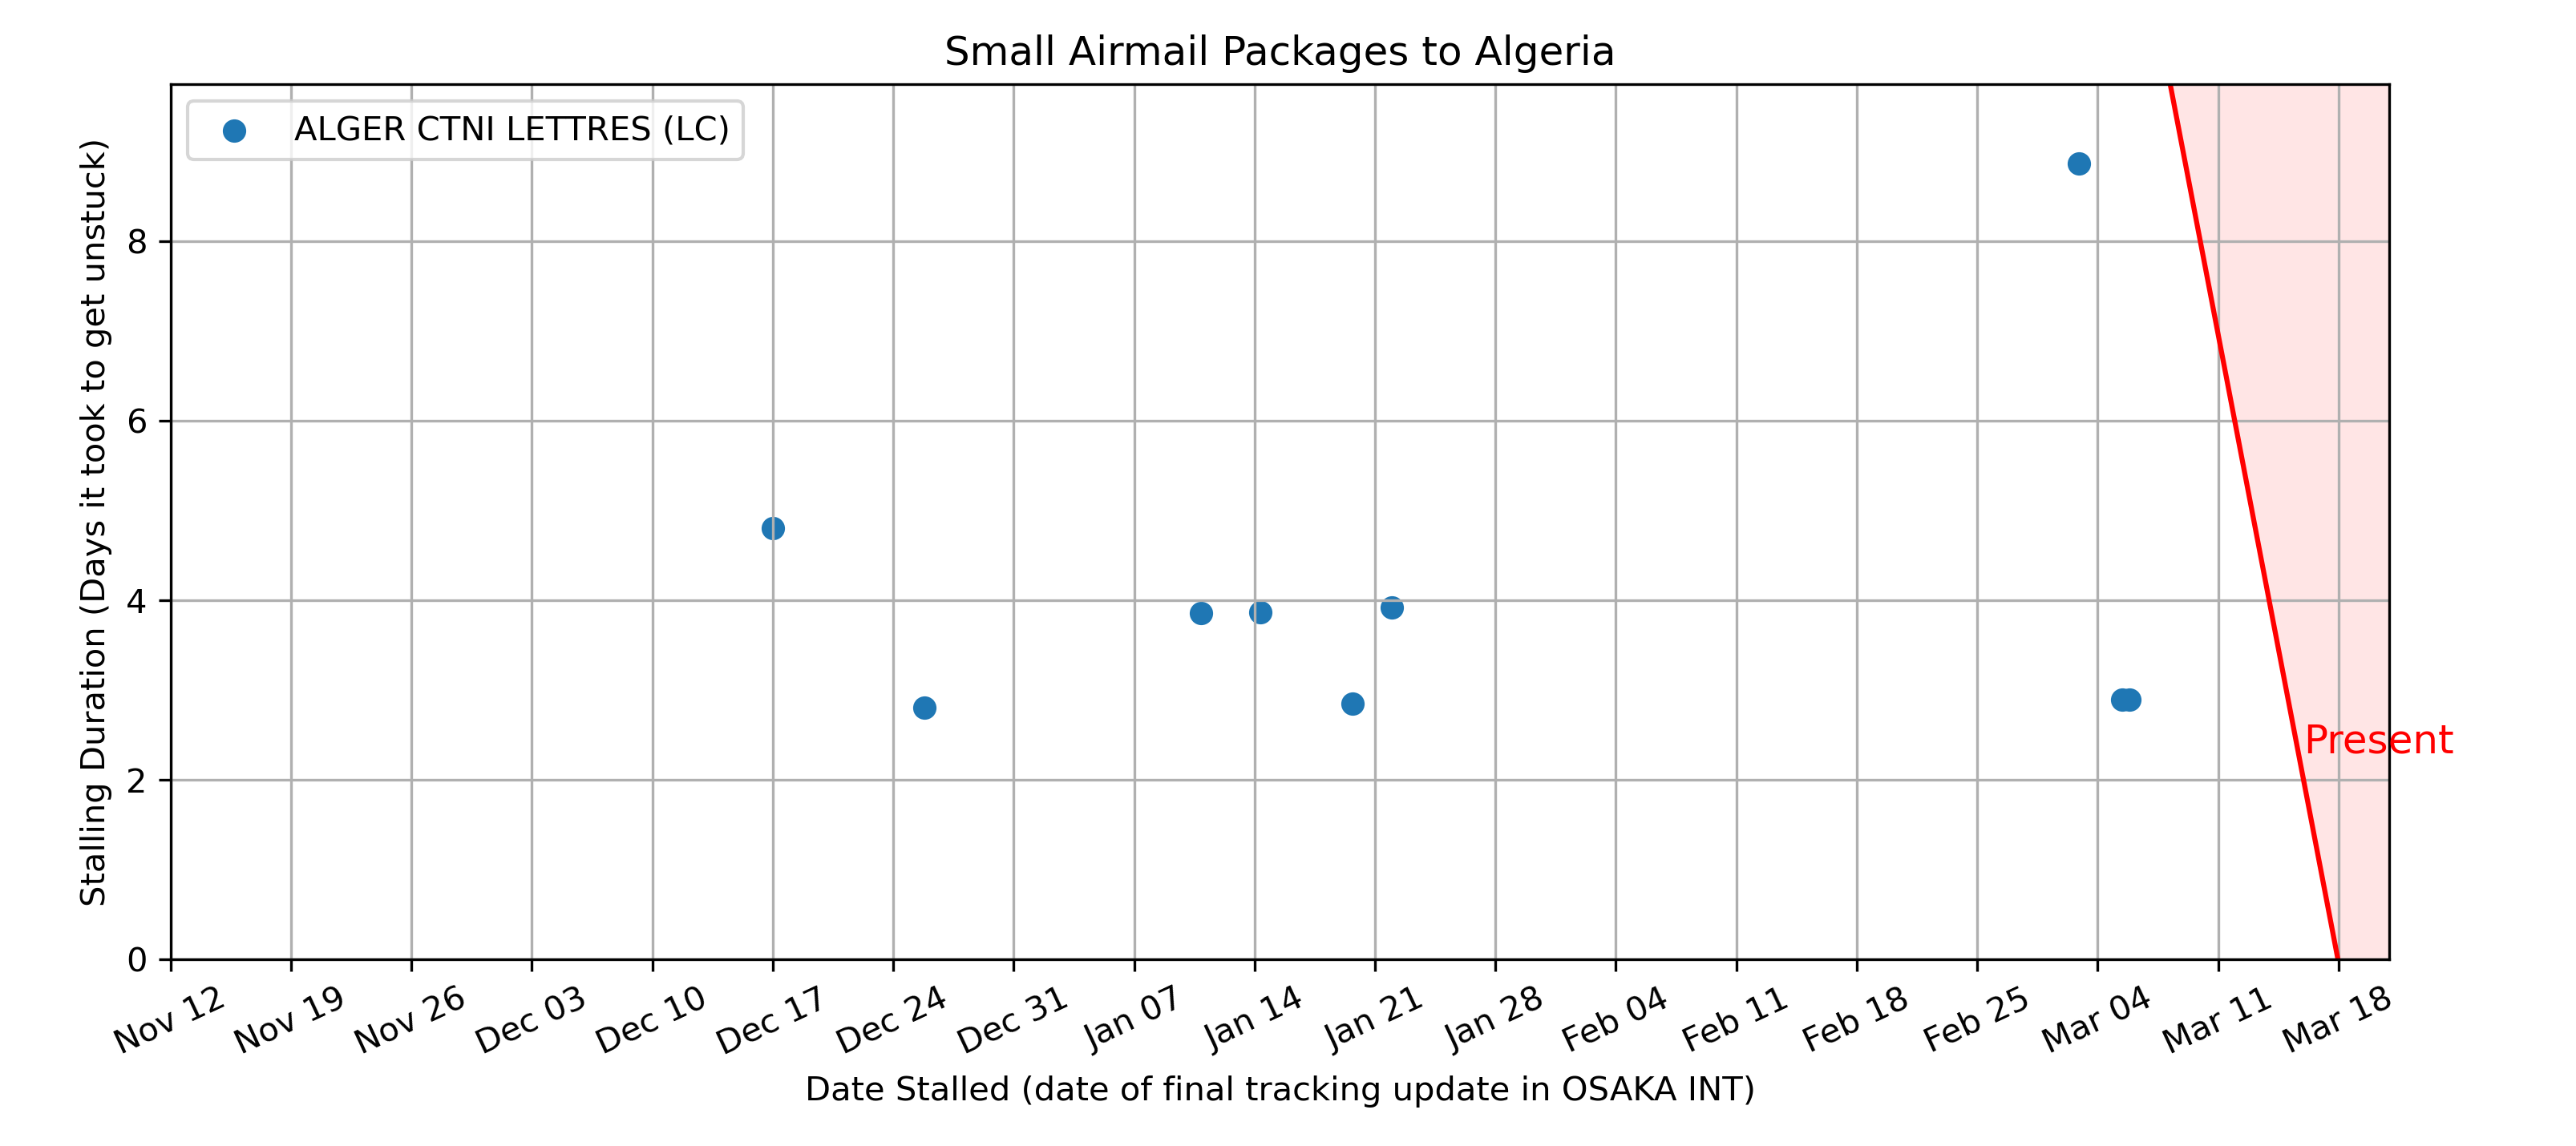 Small Airmail Packages to Algeria
ALGER CTNI LETTRES (LC)
Stalling Duration (Days it took to get unstuck)
8
6
4
2
0
Present
Nov 12
Nov 19
Nov 26
Dec 03
Dec 10
Dec 17
Dec 24
Dec 31
Jan 07
Jan 14
Jan 21
Jan 28
Feb 04
Feb 11
Feb 18
Feb 25
Mar 04
Mar 11
Mar 18
Date Stalled (date of final tracking update in OSAKA INT)